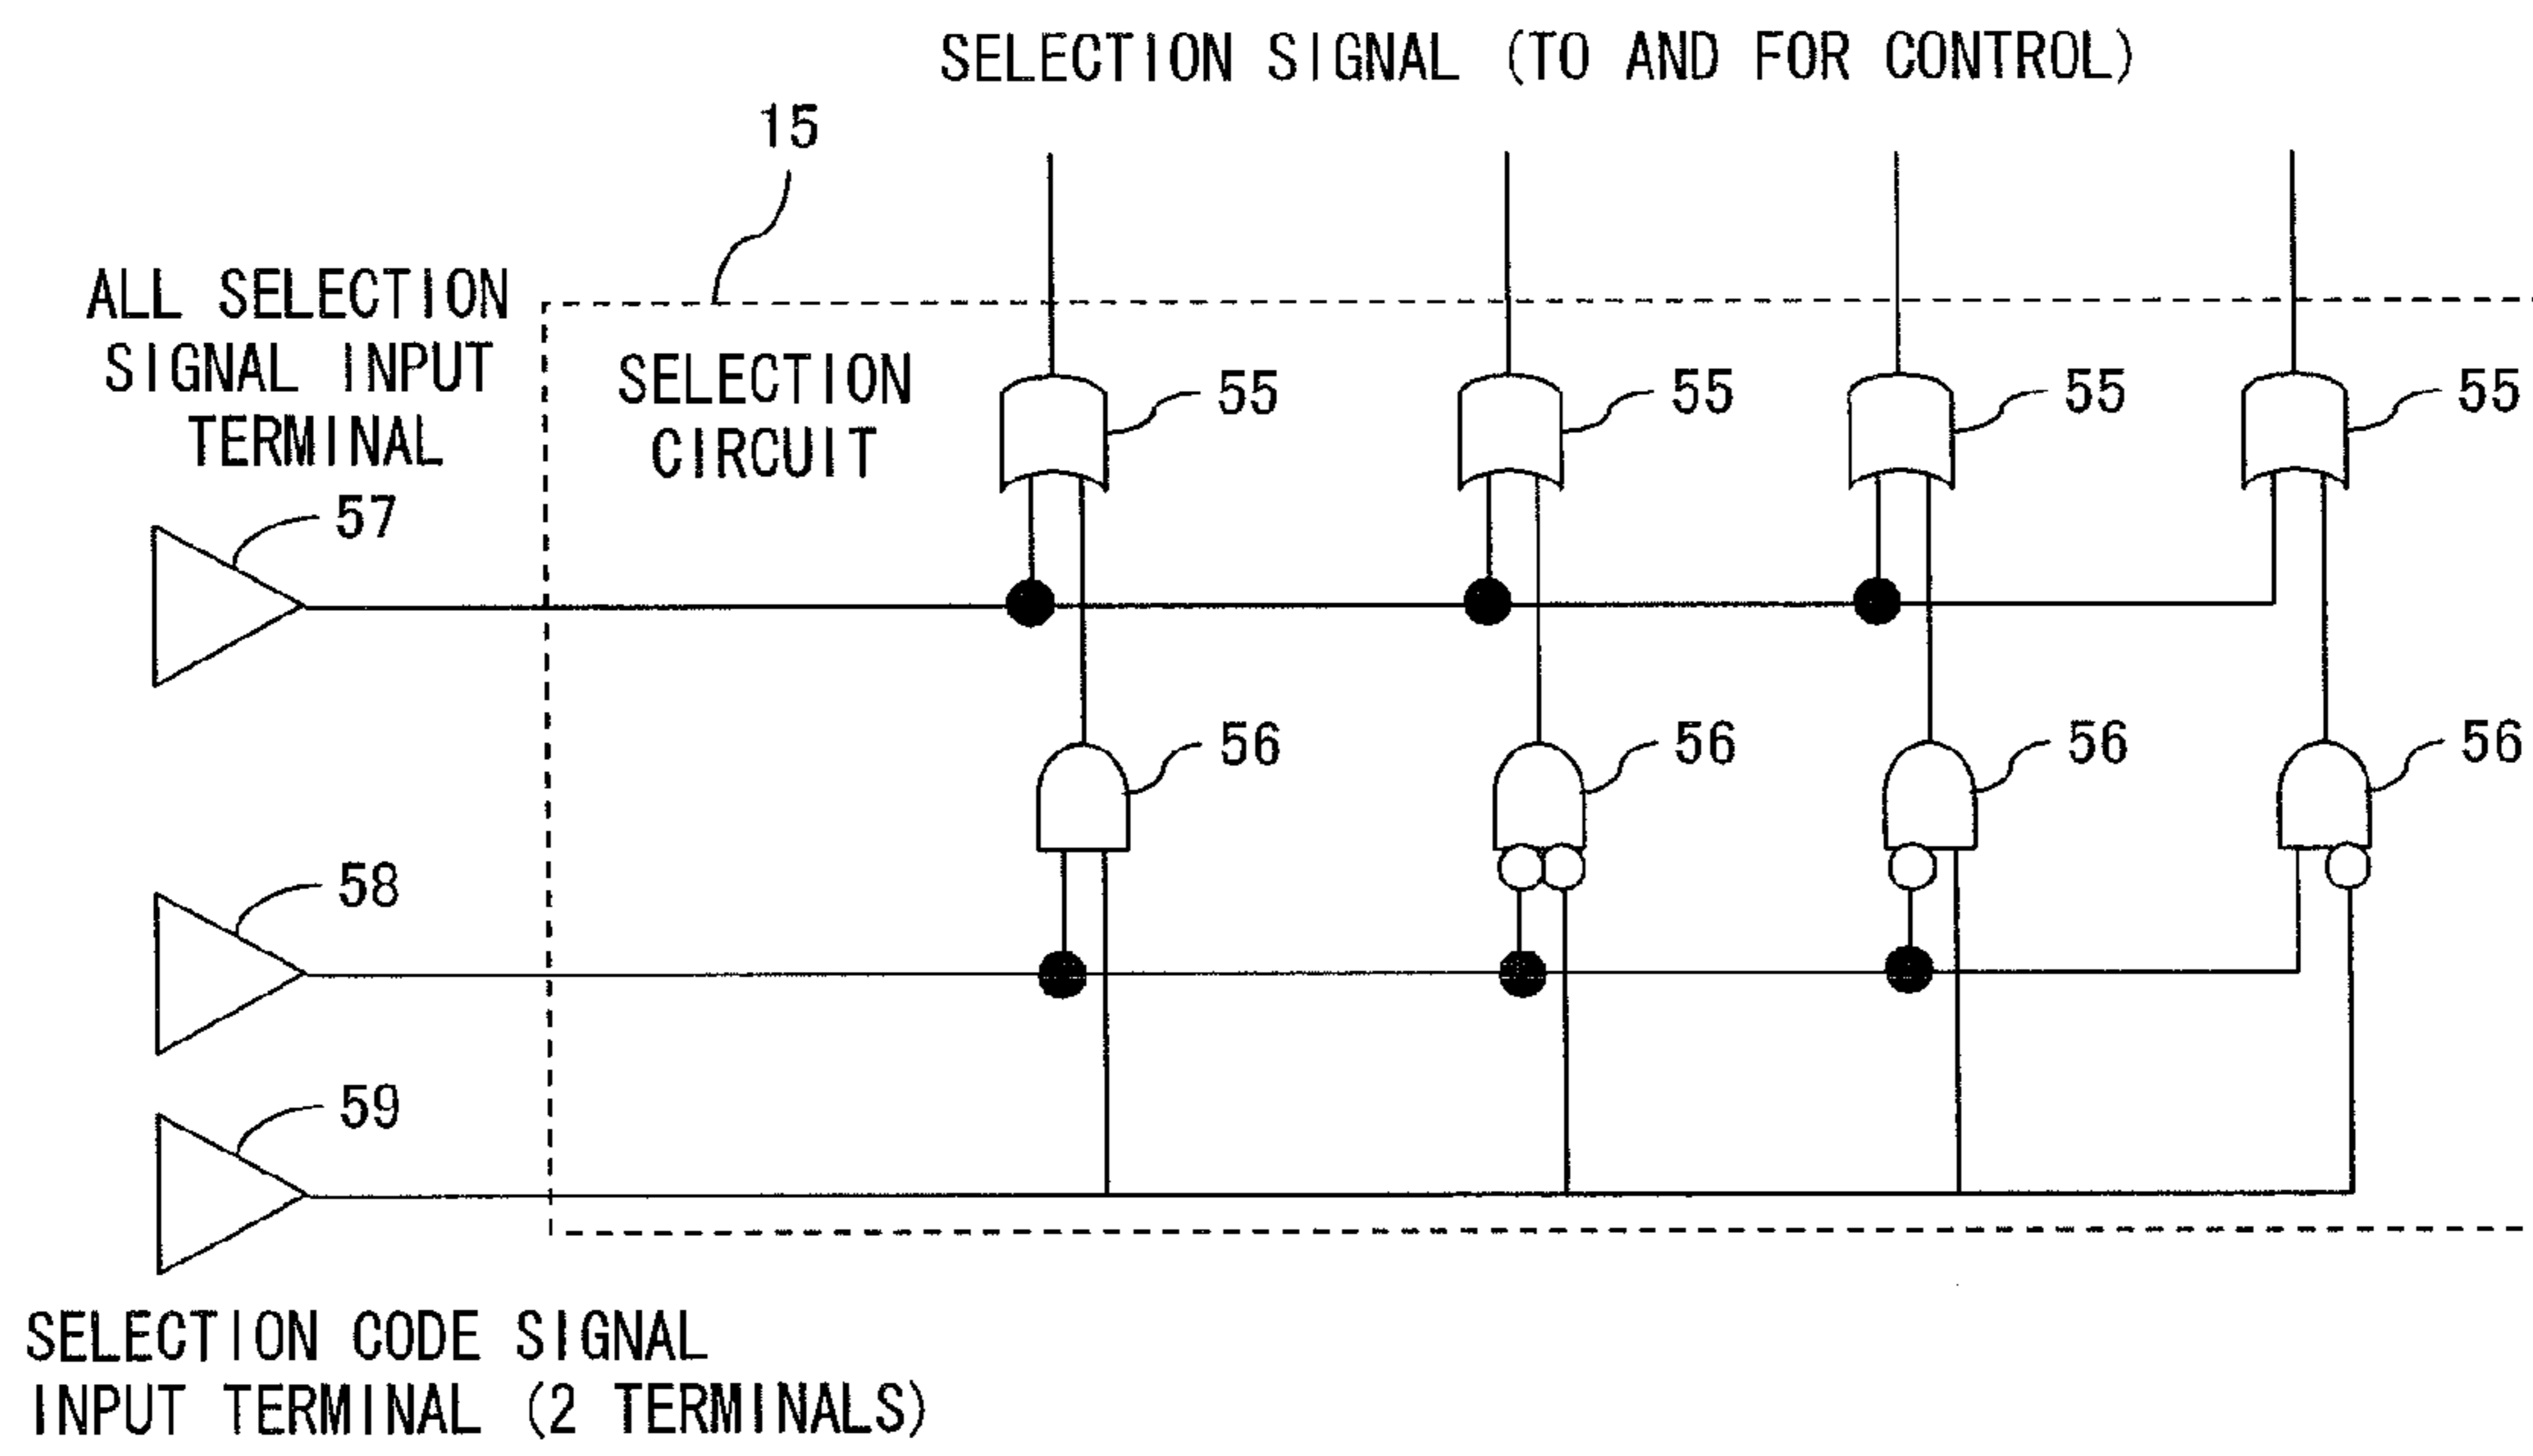 SELECTION SIGNAL (TO AND FOR CONTROL)
15
ALL SELECTION
SIGNAL INPUT
TERMINAL
SELECTION
CIRCUIT
55
55
55
55
57
56
56
56
56
58
59
SELECTION CODE SIGNAL
INPUT TERMINAL (2 TERMINALS)